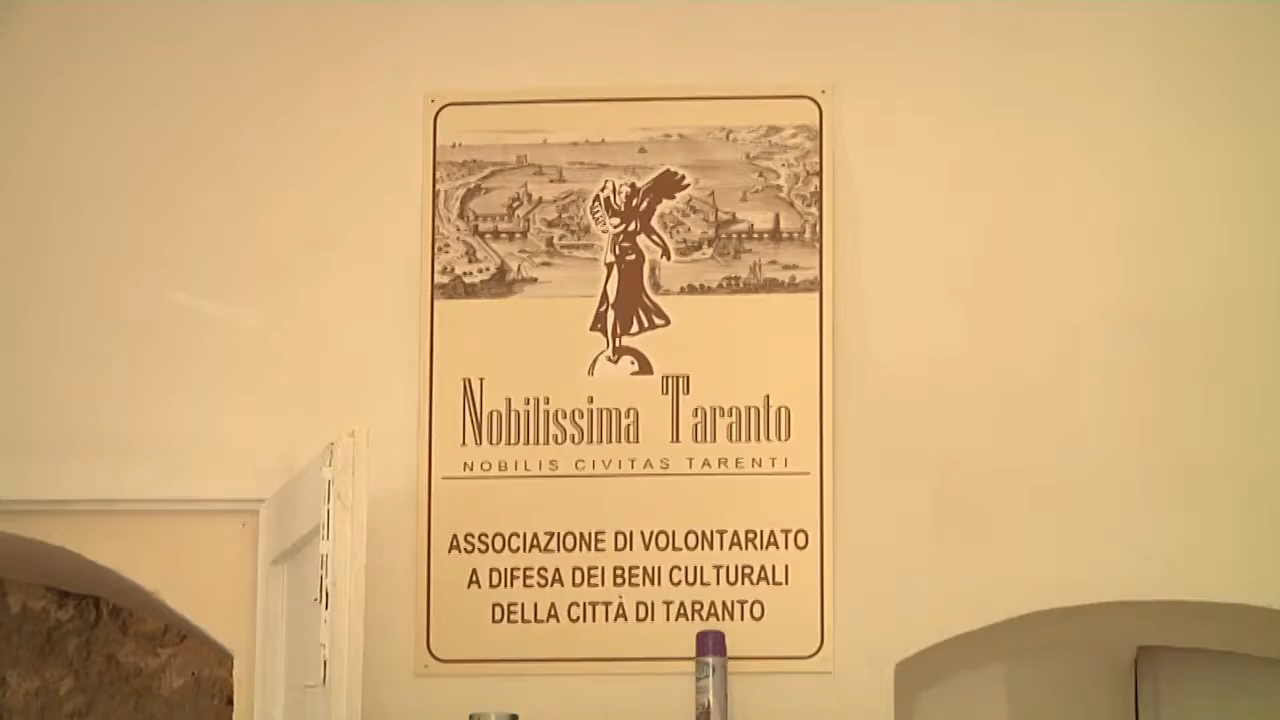 Nobilissima Taranto
NOBILIS CIVITAS TARENTI
ASSOCIAZIONE DI VOLONTARIATO
A DIFESA DEI BENI CULTURALI
DELLA CITTÀ DI TARANTO